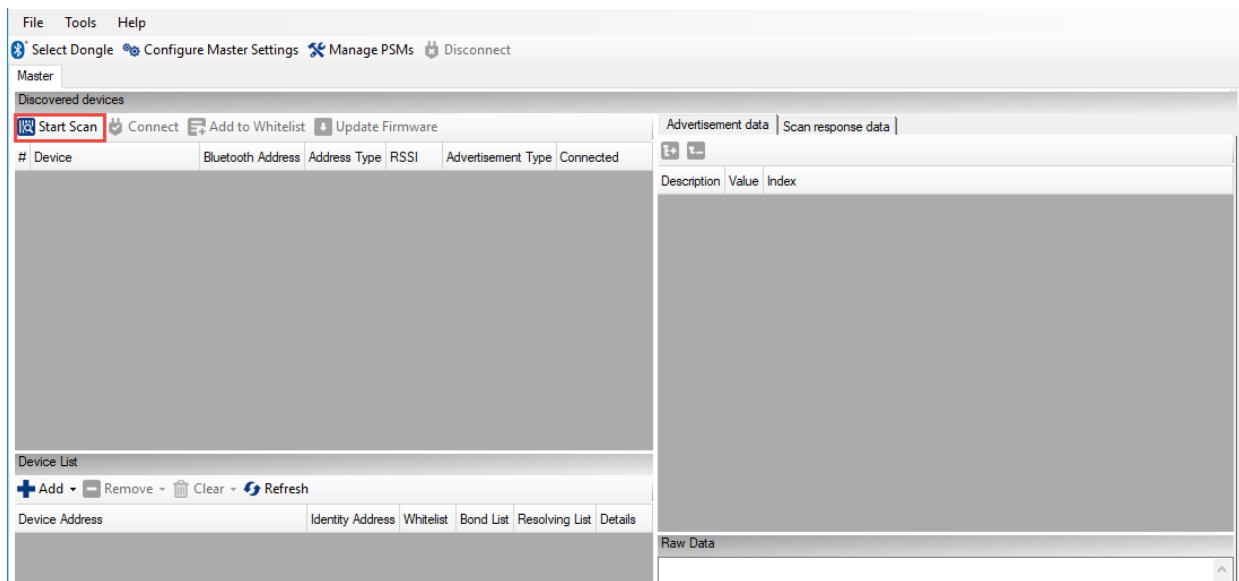 File Tools Help
Select Dongle Configure Master Settings Manage PSMs Disconnect
Master
Discovered devices
Start Scan Connect Add to Whitelist Update Firmware
# Device Bluetooth Address Address Type RSSI Advertisement Type Connected
Advertisement data Scan response data
Description Value Index
Device List
Add Remove Clear Refresh
Device Address Identity Address Whitelist Bond List Resolving List Details
Raw Data